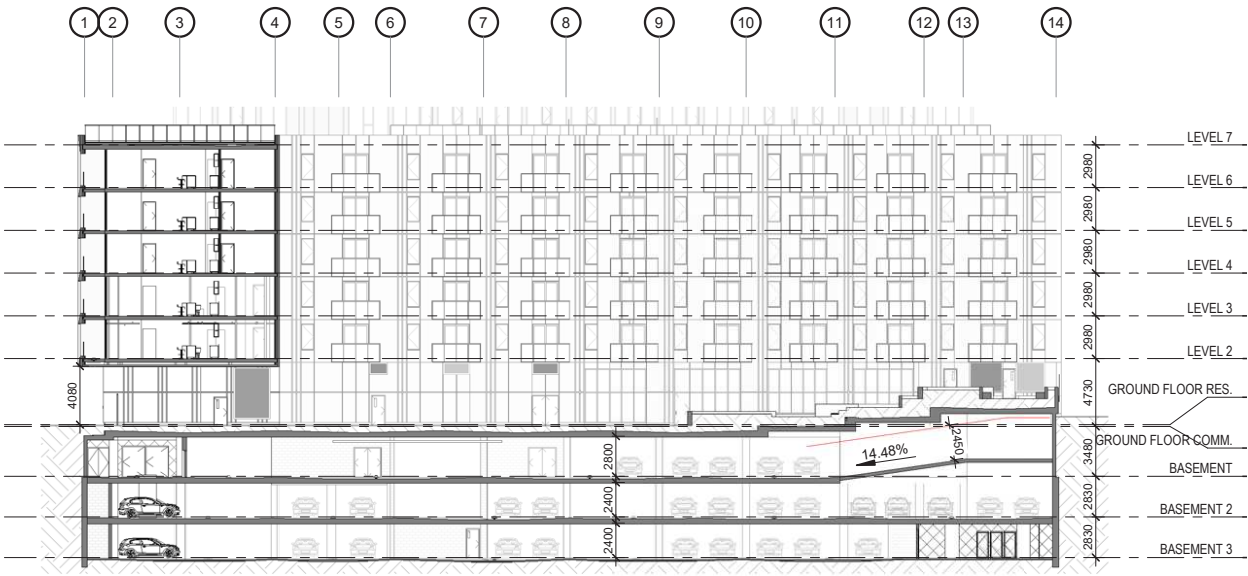 1 2 3 4 5 6 7 8 9 10 11 12 13 14
LEVEL 7
2980
LEVEL 6
2980
LEVEL 5
2980
LEVEL 4
2980
LEVEL 3
2980
LEVEL 2
4080
4730
GROUND FLOOR RES.
GROUND FLOOR COMM.
2450
14.48%
2800
3480
BASEMENT
2400
2830
BASEMENT 2
2400
2830
BASEMENT 3